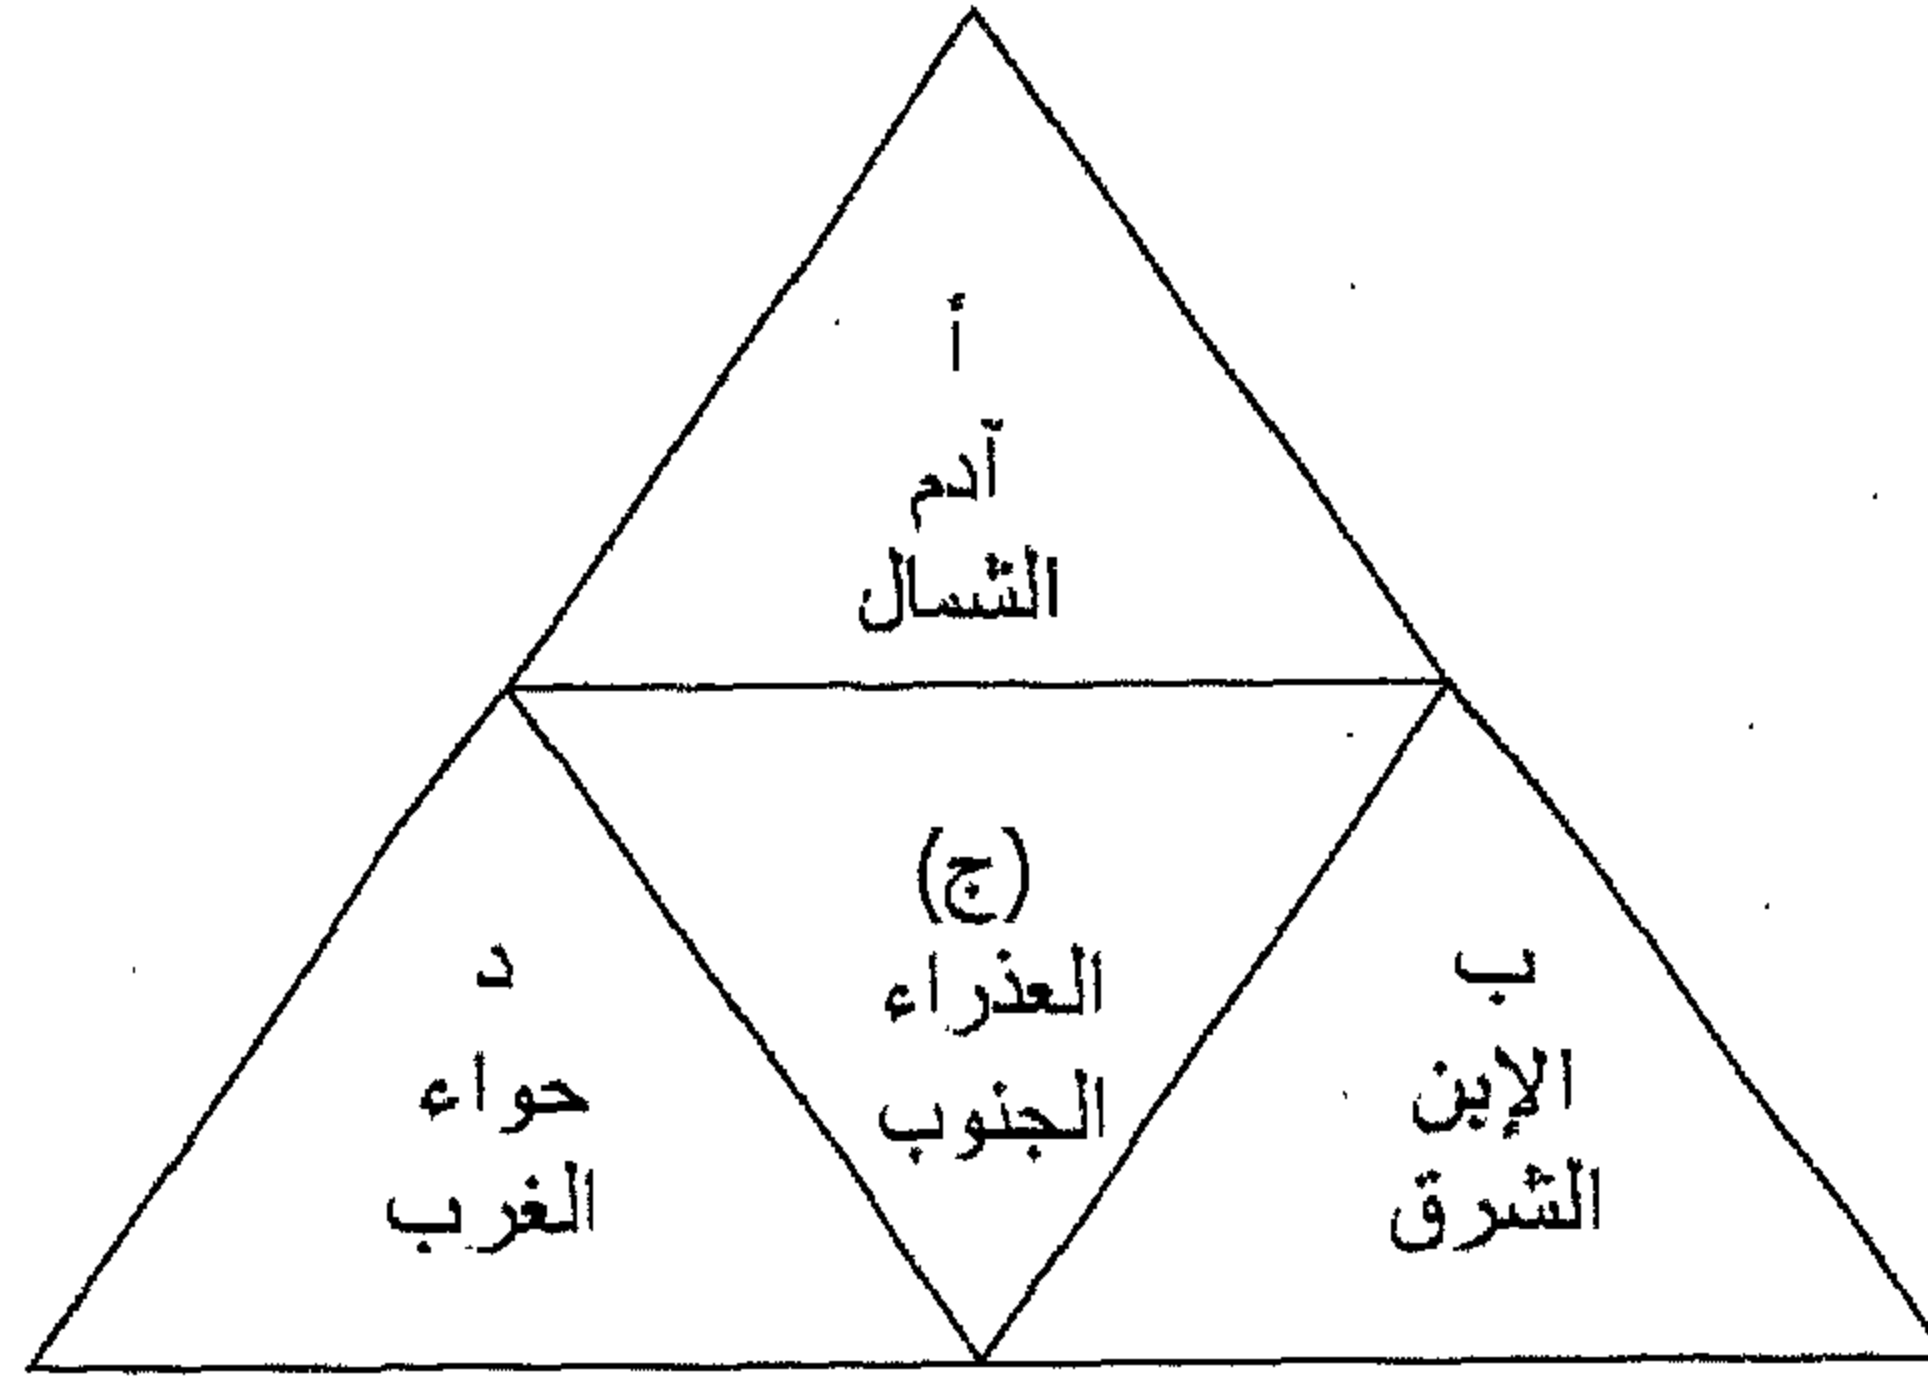 أ
آدم
الشمال
(ج)
العذراء
الجنوب
ب
الإبن
الشرق
د
حواء
الغرب